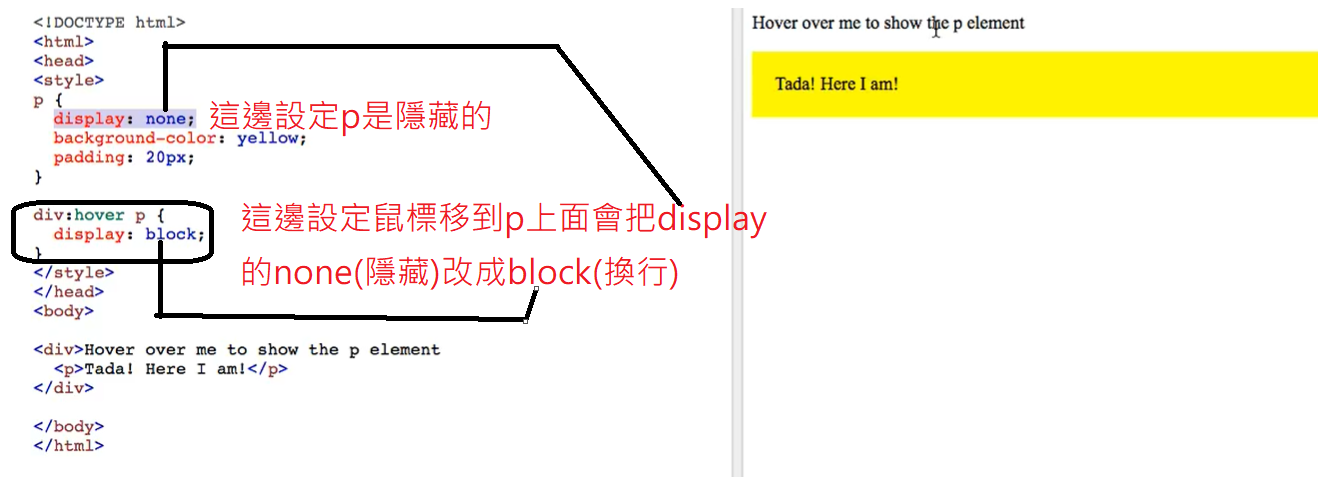 <!DOCTYPE html>
<html>
<head>
<style>
p {
display: none;
這邊設定p是隱藏的
background-color: yellow;
padding: 20px;
}
div:hover p {
display: block;
}
這邊設定鼠標移到p上面會把display
的none(隱藏)改成block(換行)
</style>
</head>
<body>
<div>Hover over me to show the p element
<p>Tada! Here I am!</p>
</div>
</body>
</html>
Hover over me to show the p element
Tada! Here I am!